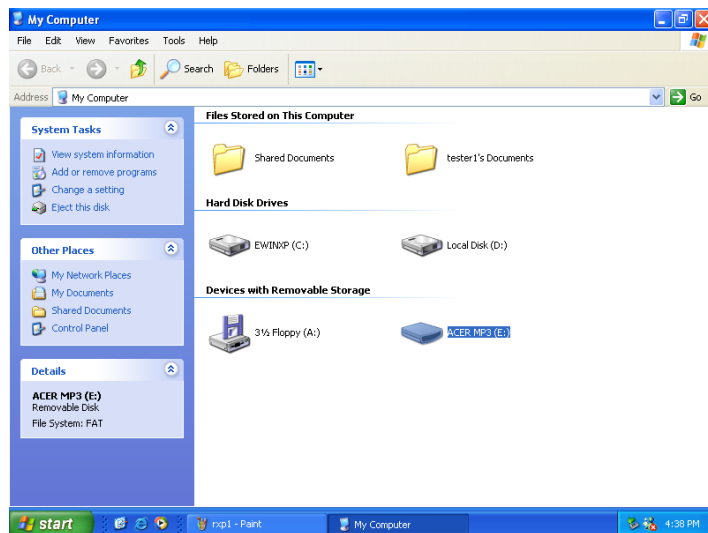 My Computer
File Edit View Favorites Tools Help
Back Search Folders
Address My Computer Go
System Tasks
View system information
Add or remove programs
Change a setting
Eject this disk
Other Places
My Network Places
My Documents
Shared Documents
Control Panel
Details
ACER MP3 (E:)
Removable Disk
File System: FAT
Files Stored on This Computer
Shared Documents
tester1's Documents
Hard Disk Drives
EWINXP (C:)
Local Disk (D:)
Devices with Removable Storage
3½ Floppy (A:)
ACER MP3 (E:)
start rxp1 - Paint My Computer 4:38 PM